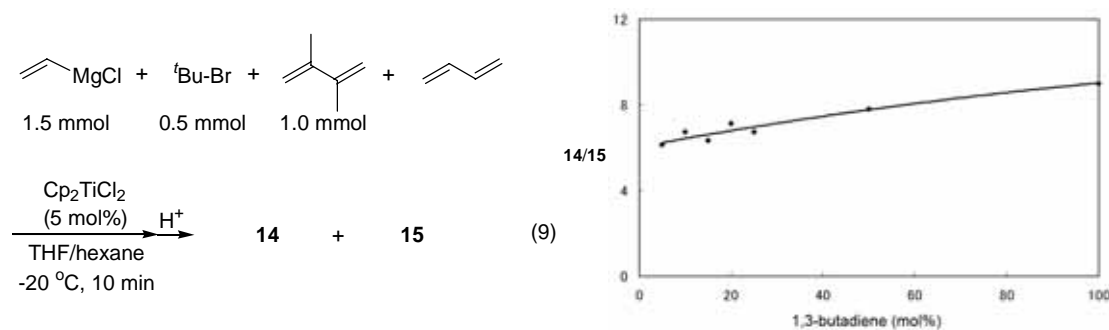 MgCl + ᵗBu-Br + +
1.5 mmol 0.5 mmol 1.0 mmol
Cp₂TiCl₂
(5 mol%) H⁺
THF/hexane
-20 °C, 10 min
14 + 15 (9)
14/15
12
8
4
0
0 20 40 60 80 100
1,3-butadiene (mol%)